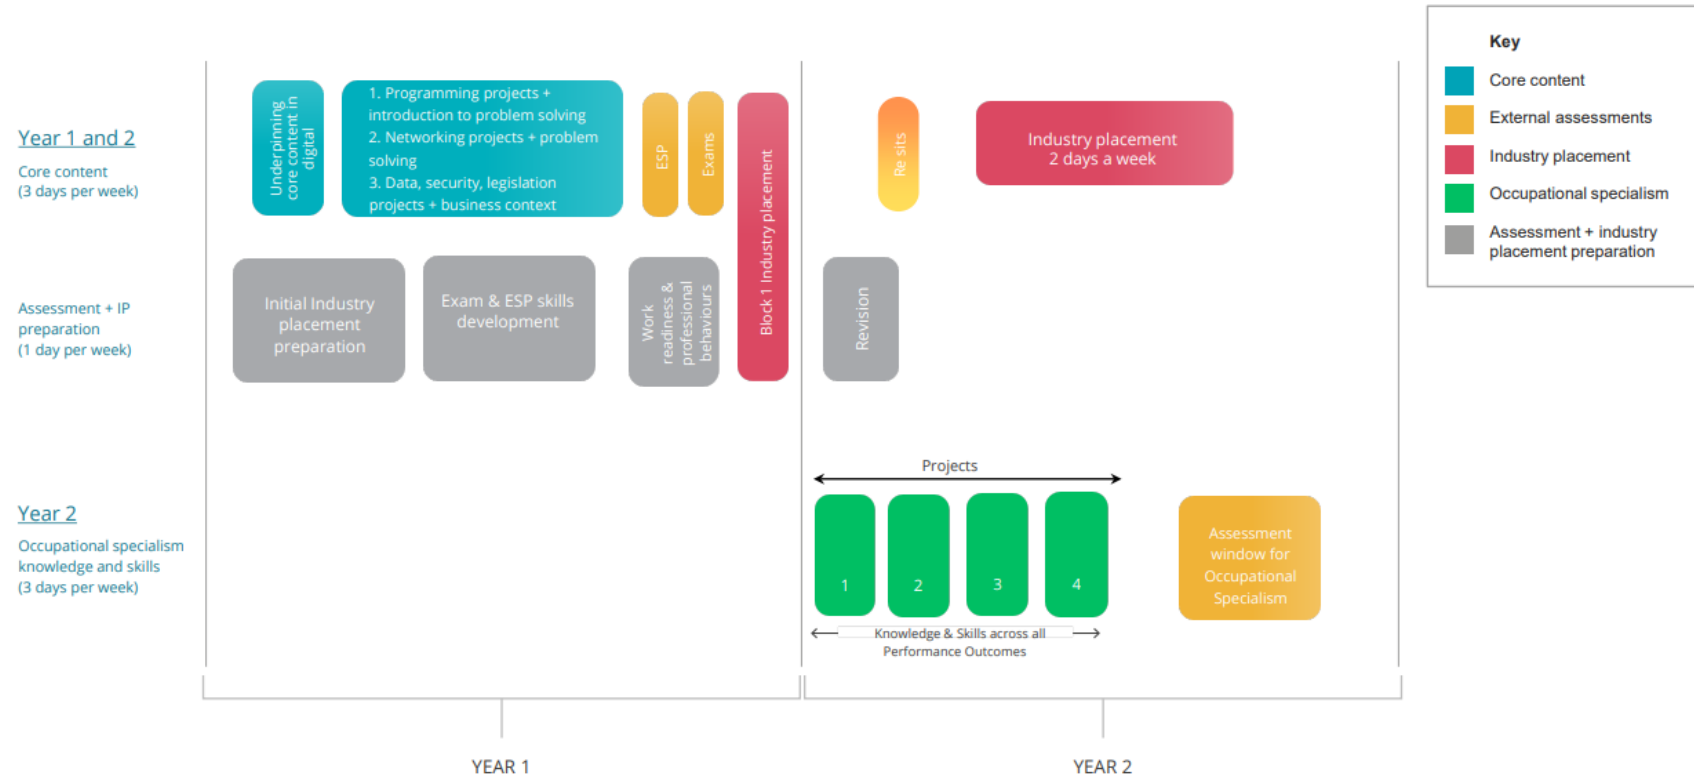 Key
Core content
External assessments
Industry placement
Occupational specialism
Assessment + industry
placement preparation
Year 1 and 2
Core content
(3 days per week)
Underpinning
core content in
digital
1. Programming projects +
introduction to problem solving
2. Networking projects + problem
solving
3. Data, security, legislation
projects + business context
ESP
Exams
Block 1 Industry placement
Re sits
Industry placement
2 days a week
Assessment + IP
preparation
(1 day per week)
Initial Industry
placement
preparation
Exam & ESP skills
development
Work
readiness &
professional
behaviours
Revision
Year 2
Occupational specialism
knowledge and skills
(3 days per week)
Projects
1
2
3
4
Knowledge & Skills across all
Performance Outcomes
Assessment
window for
Occupational
Specialism
YEAR 1
YEAR 2